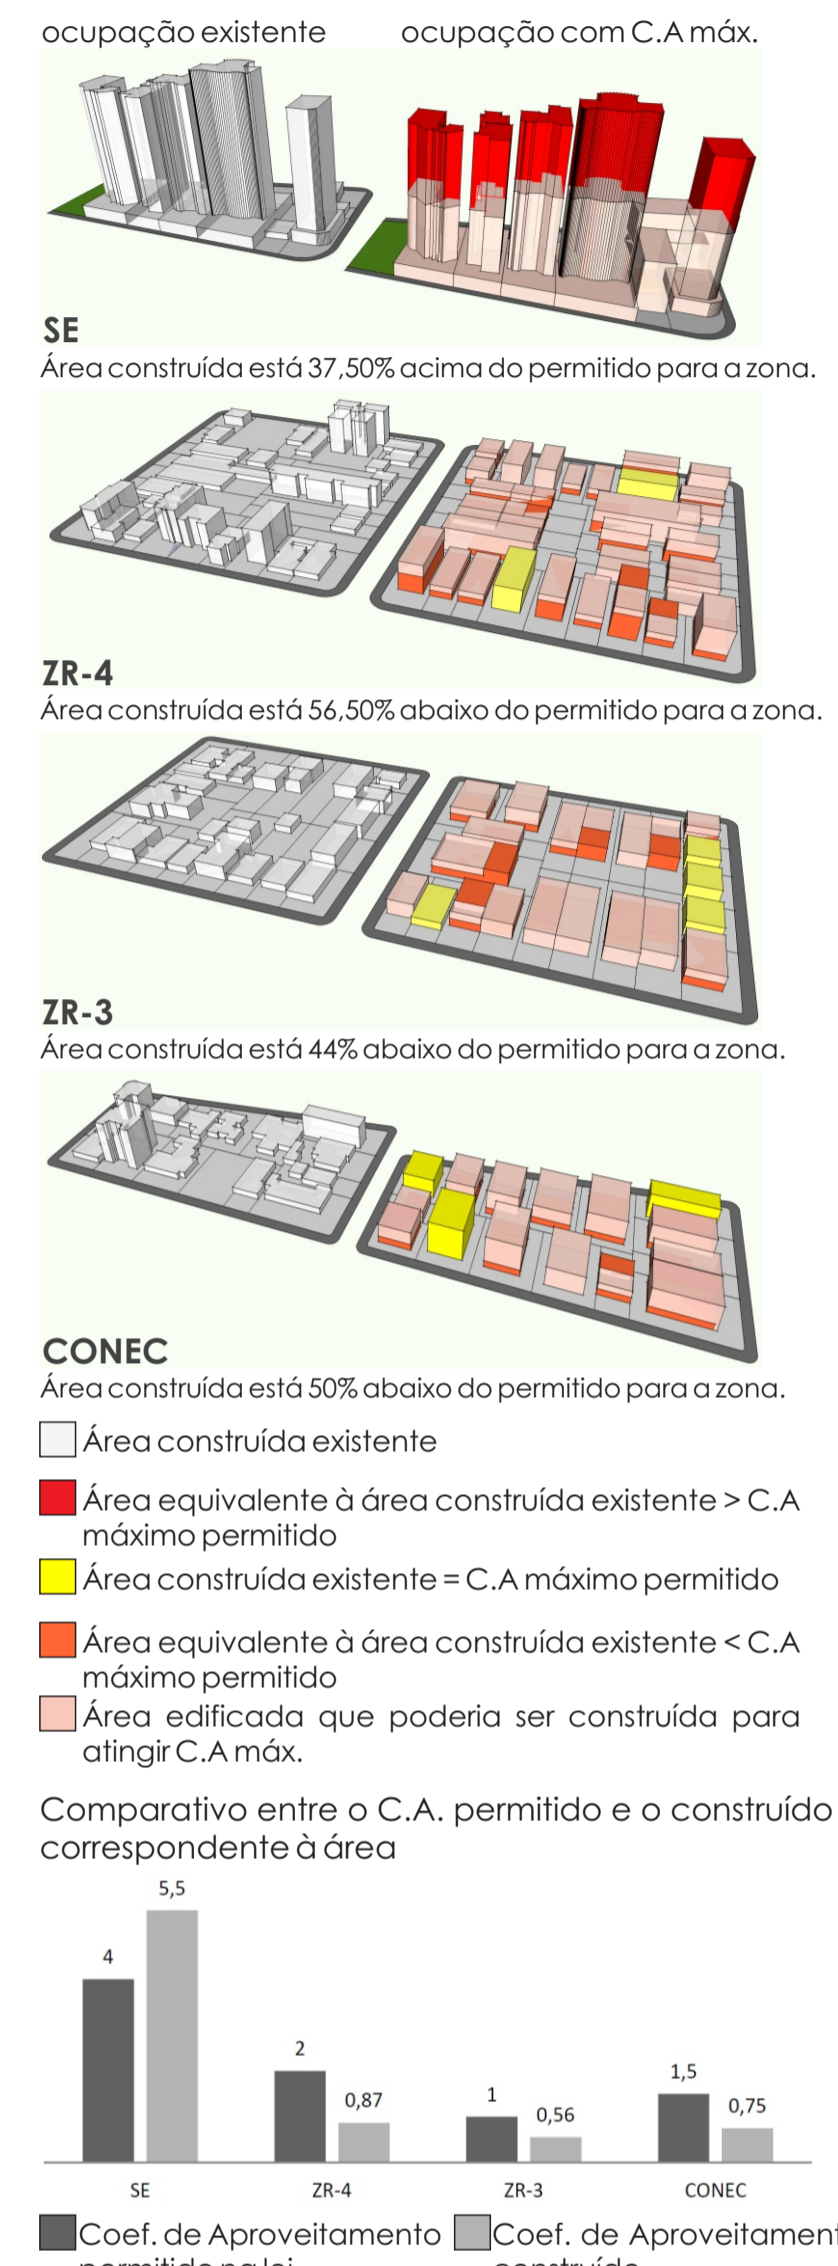 ocupação existente ocupação com C.A máx.
SE
Área construída está 37,50% acima do permitido para a zona.
ZR-4
Área construída está 56,50% abaixo do permitido para a zona.
ZR-3
Área construída está 44% abaixo do permitido para a zona.
CONEC
Área construída está 50% abaixo do permitido para a zona.
Área construída existente
Área equivalente à área construída existente > C.A
máximo permitido
Área construída existente = C.A máximo permitido
Área equivalente à área construída existente < C.A
máximo permitido
Área edificada que poderia ser construída para
atingir C.A máx.
Comparativo entre o C.A. permitido e o construído
correspondente à área
5,5
4
2
0,87
1
0,56
1,5
0,75
SE ZR-4 ZR-3 CONEC
Coef. de Aproveitamento Coef. de Aproveitament